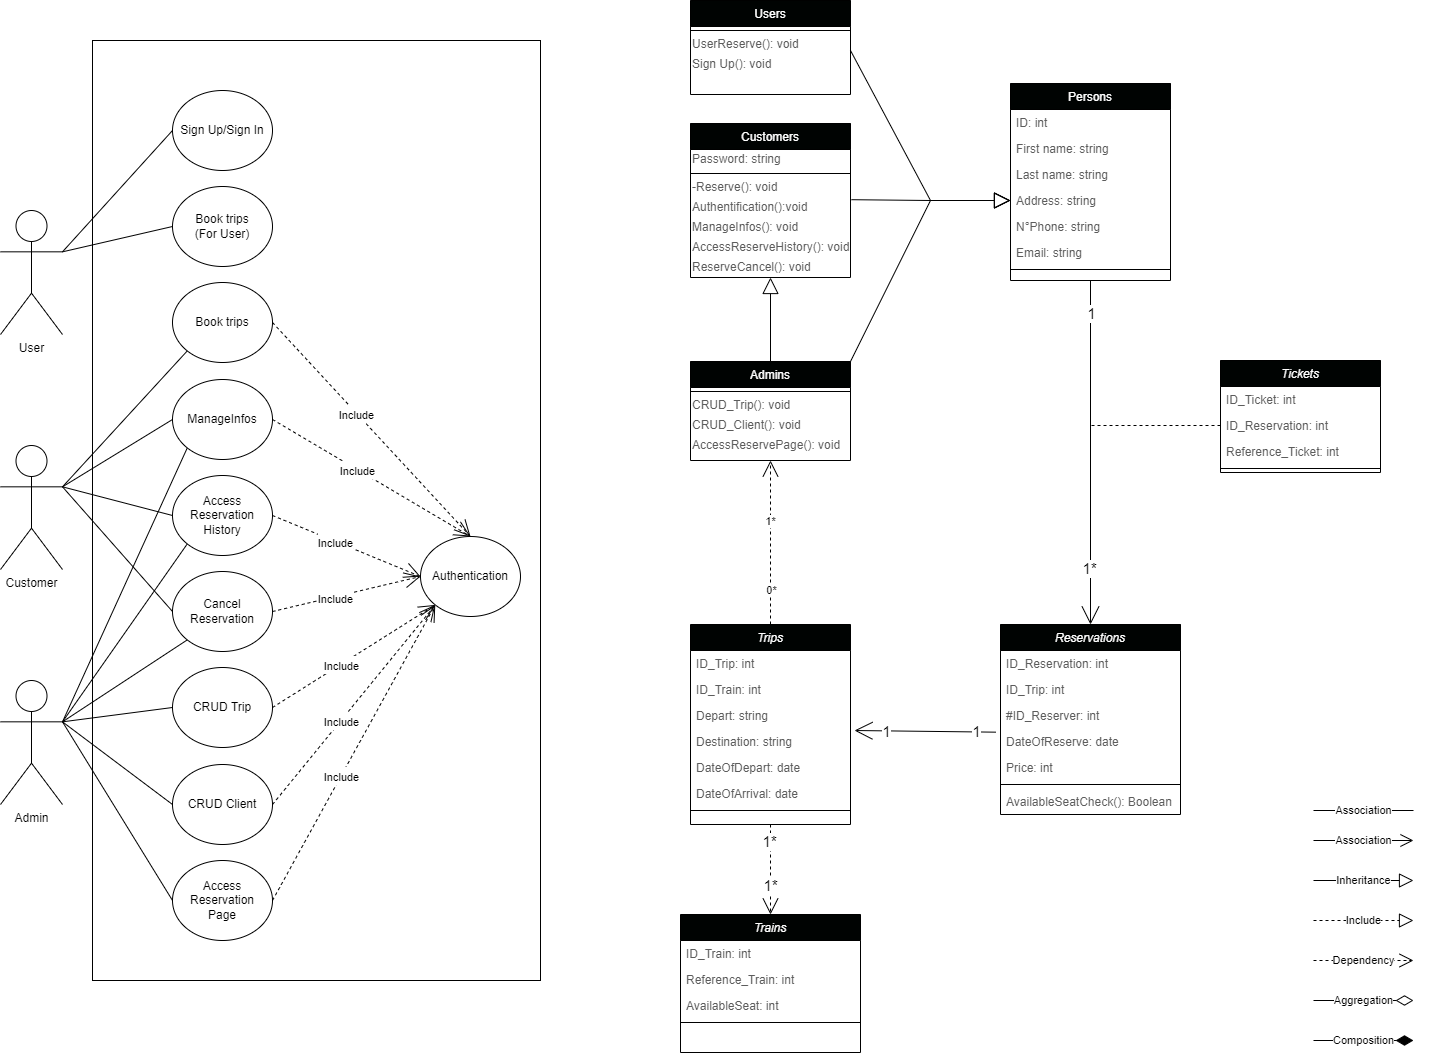 Sign Up/Sign In
Book trips
(For User)
User
Book trips
ManageInfos
Access
Reservation
History
Customer
Cancel
Reservation
CRUD Trip
Admin
CRUD Client
Access
Reservation
Page
Include
Include
Include
Include
Include
Include
Include
Authentication
Users
UserReserve(): void
Sign Up(): void
Customers
Password: string
-Reserve(): void
Authentification():void
ManageInfos(): void
AccessReserveHistory(): void
ReserveCancel(): void
Admins
CRUD_Trip(): void
CRUD_Client(): void
AccessReservePage(): void
1*
0*
Persons
ID: int
First name: string
Last name: string
Address: string
N°Phone: string
Email: string
1
1*
Tickets
ID_Ticket: int
ID_Reservation: int
Reference_Ticket: int
Trips
ID_Trip: int
ID_Train: int
Depart: string
Destination: string
DateOfDepart: date
DateOfArrival: date
1
1
Reservations
ID_Reservation: int
ID_Trip: int
#ID_Reserver: int
DateOfReserve: date
Price: int
AvailableSeatCheck(): Boolean
1*
1*
Trains
ID_Train: int
Reference_Train: int
AvailableSeat: int
Association
Association
Inheritance
Include
Dependency
Aggregation
Composition